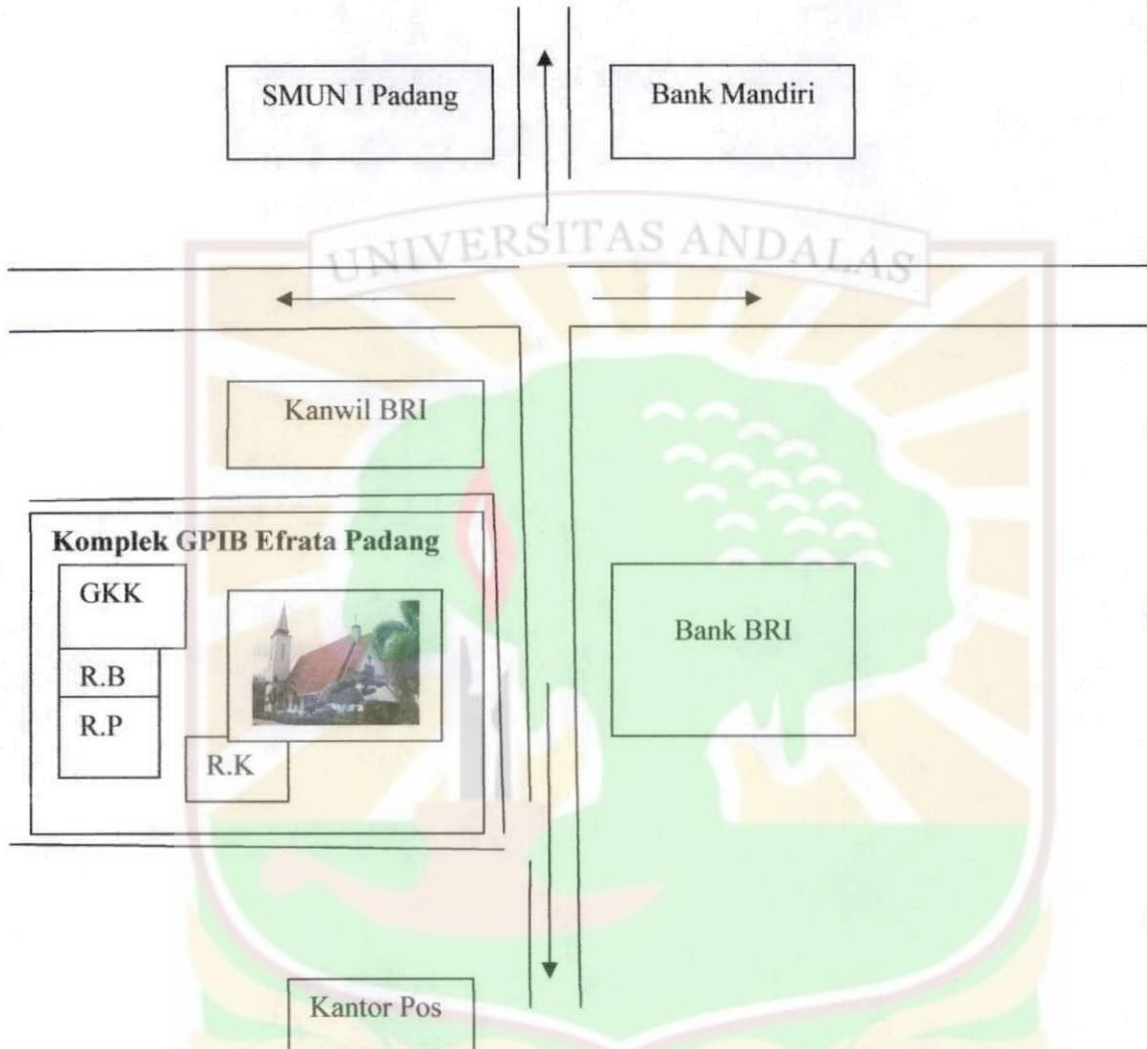 SMUN I Padang
Bank Mandiri
UNIVERSITAS ANDALAS
Kanwil BRI
Komplek GPIB Efrata Padang
GKK
R.B
R.P
R.K
Bank BRI
Kantor Pos